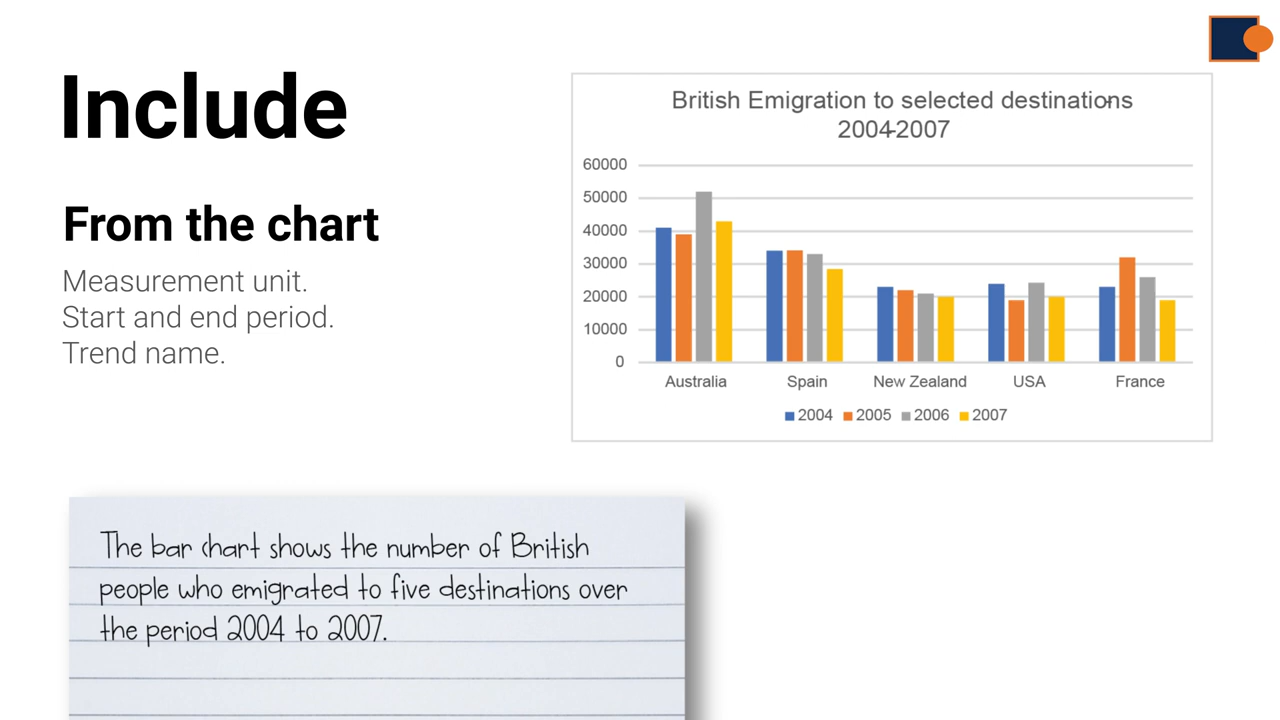 Include
From the chart
Measurement unit.
Start and end period.
Trend name.
British Emigration to selected destinations
2004-2007
60000
50000
40000
30000
20000
10000
0
Australia Spain New Zealand USA France
2004 2005 2006 2007
The bar chart shows the number of British
people who emigrated to five destinations over
the period 2004 to 2007.